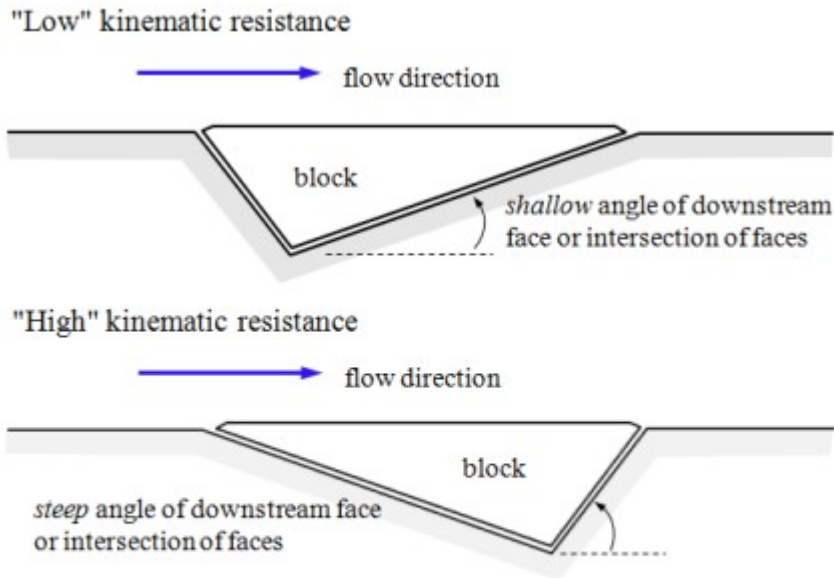 "Low" kinematic resistance
flow direction
block
shallow angle of downstream
face or intersection of faces
"High" kinematic resistance
flow direction
block
steep angle of downstream face
or intersection of faces